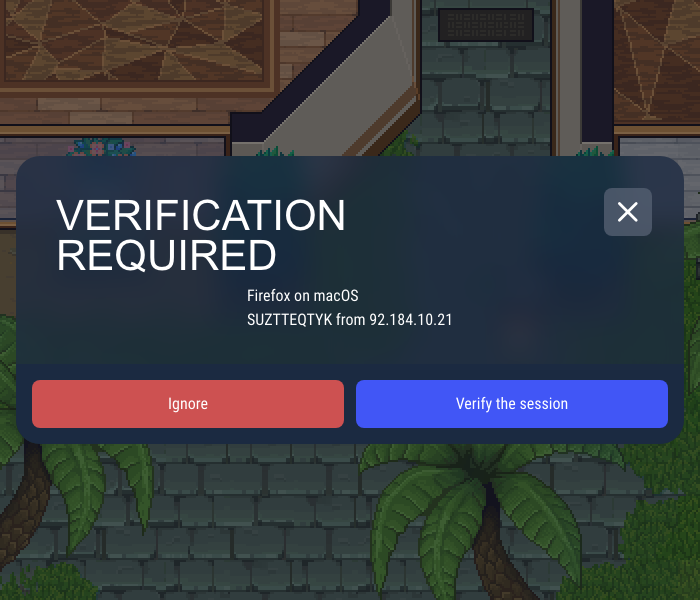 VERIFICATION
REQUIRED
Firefox on macOS
SUZTTEQTYK from 92.184.10.21
Ignore
Verify the session